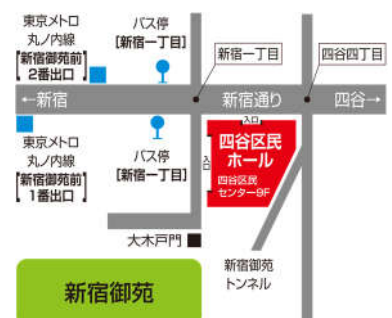 東京メトロ
丸ノ内線
[新宿御苑前]
2番出口
バス停
[新宿一丁目]
新宿一丁目
四谷四丁目
←新宿
新宿通り
四谷→
東京メトロ
丸ノ内線
[新宿御苑前]
1番出口
バス停
[新宿一丁目]
入口
入口
四谷区民
ホール
四谷区民
センター9F
大木戸門
新宿御苑
新宿御苑
トンネル